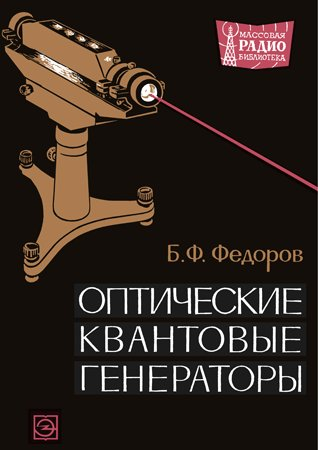 МАССОВАЯ
РАДИО
БИБЛИОТЕКА
Б.Ф. Федоров
ОПТИЧЕСКИЕ
КВАНТОВЫЕ
ГЕНЕРАТОРЫ